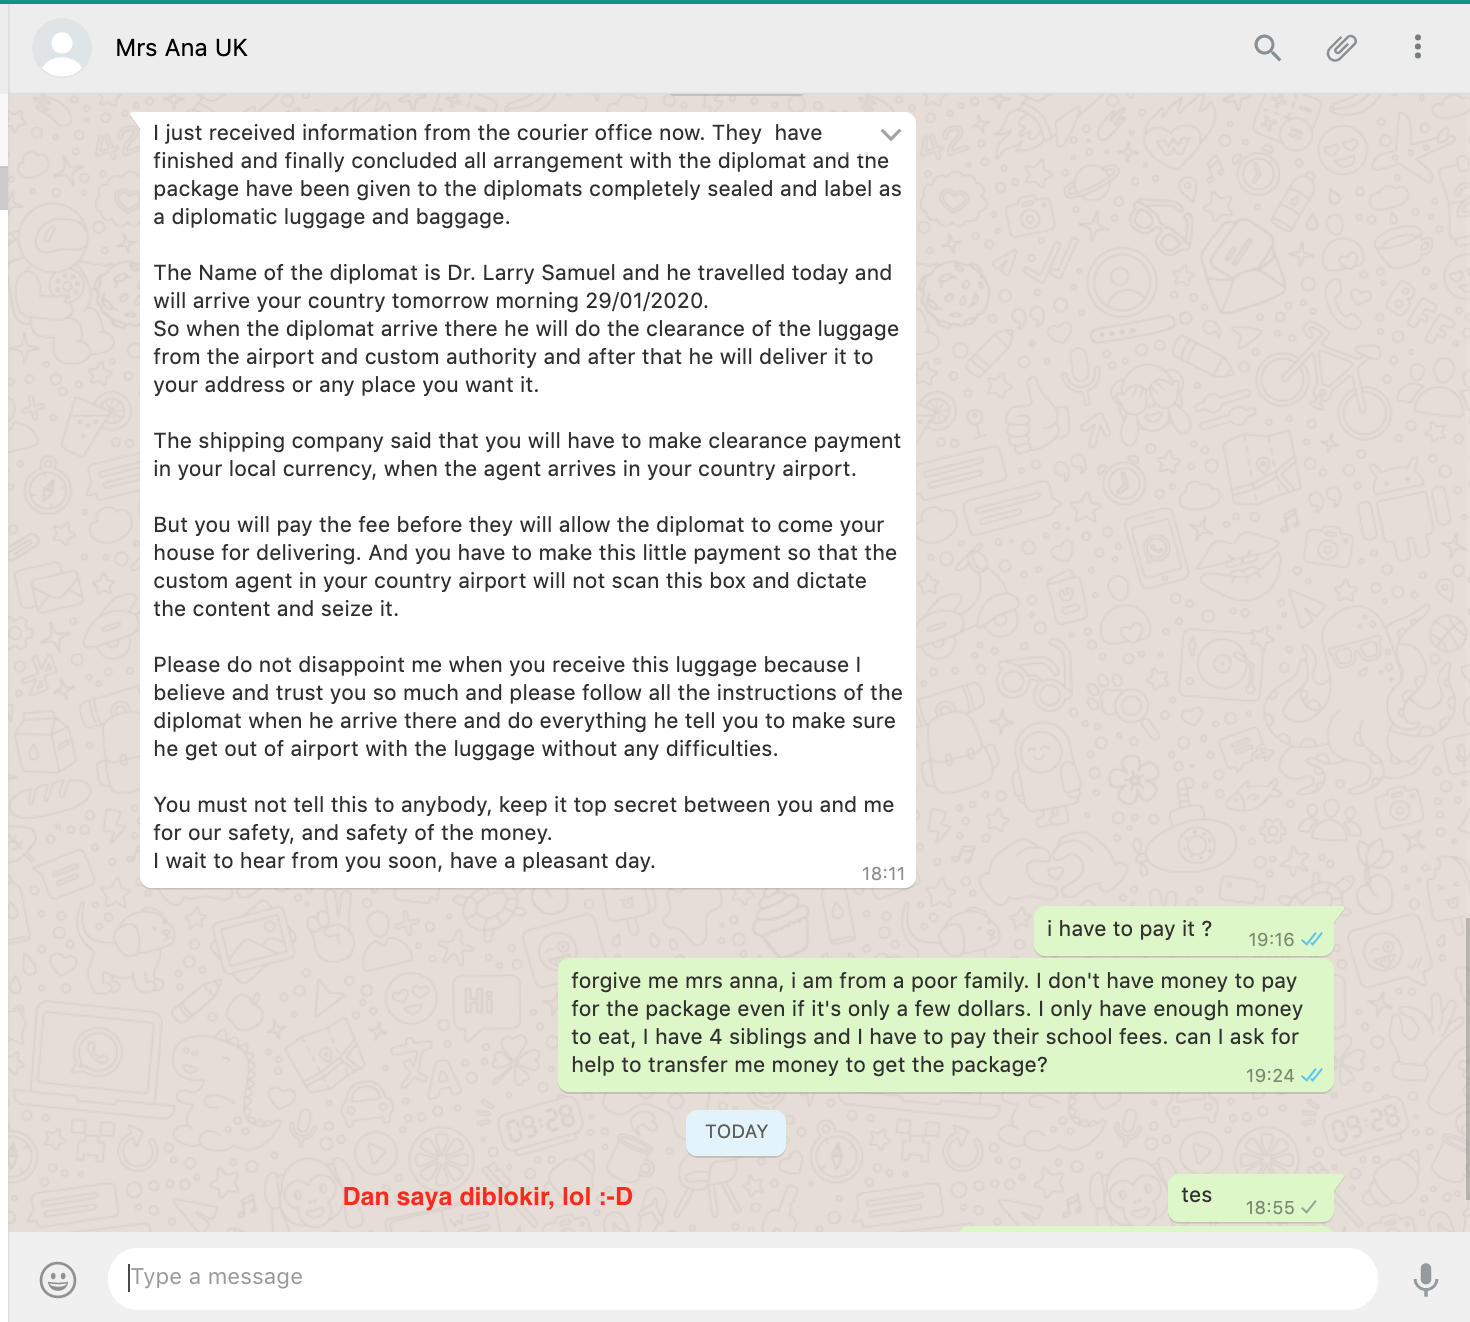 Mrs Ana UK
I just received information from the courier office now. They  have
finished and finally concluded all arrangement with the diplomat and the
package have been given to the diplomats completely sealed and label as
a diplomatic luggage and baggage.
The Name of the diplomat is Dr. Larry Samuel and he travelled today and
will arrive your country tomorrow morning 29/01/2020.
So when the diplomat arrive there he will do the clearance of the luggage
from the airport and custom authority and after that he will deliver it to
your address or any place you want it.
The shipping company said that you will have to make clearance payment
in your local currency, when the agent arrives in your country airport.
But you will pay the fee before they will allow the diplomat to come your
house for delivering. And you have to make this little payment so that the
custom agent in your country airport will not scan this box and dictate
the content and seize it.
Please do not disappoint me when you receive this luggage because I
believe and trust you so much and please follow all the instructions of the
diplomat when he arrive there and do everything he tell you to make sure
he get out of airport with the luggage without any difficulties.
You must not tell this to anybody, keep it top secret between you and me
for our safety, and safety of the money.
I wait to hear from you soon, have a pleasant day.
18:11
i have to pay it ?
19:16
forgive me mrs anna, i am from a poor family. I don't have money to pay
for the package even if it's only a few dollars. I only have enough money
to eat, I have 4 siblings and I have to pay their school fees. can I ask for
help to transfer me money to get the package?
19:24
TODAY
Dan saya diblokir, lol :-D
tes
18:55
Type a message